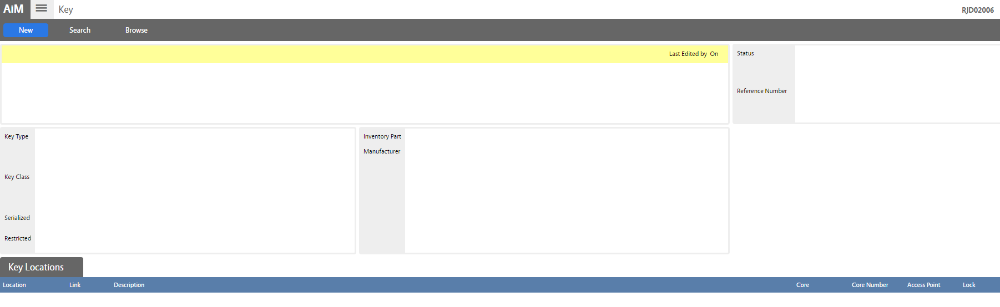 AiM Key RJD02006
New Search Browse
Last Edited by On
Status
Reference Number
Key Type
Key Class
Serialized
Restricted
Inventory Part
Manufacturer
Key Locations
Location Link Description Core Core Number Access Point Lock